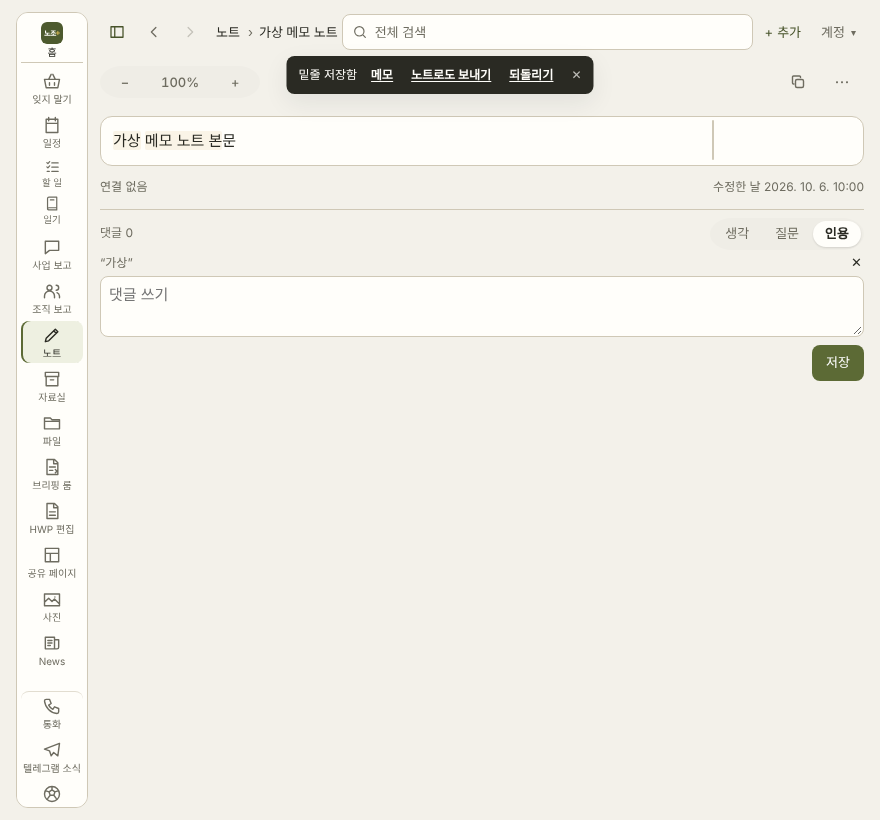 노조+
홈
잊지 말기
일정
할 일
일기
사업 보고
조직 보고
노트
자료실
파일
브리핑 룸
HWP 편집
공유 페이지
사진
News
통화
텔레그램 소식
노트 › 가상 메모 노트 본문
전체 검색
+ 추가
계정 ▾
− 100% +
밑줄 저장함 메모 노트로도 보내기 되돌리기 ×
가상 메모 노트 본문
연결 없음
수정한 날 2026. 10. 6. 10:00
댓글 0
생각 질문 인용
“가상” ×
댓글 쓰기
저장